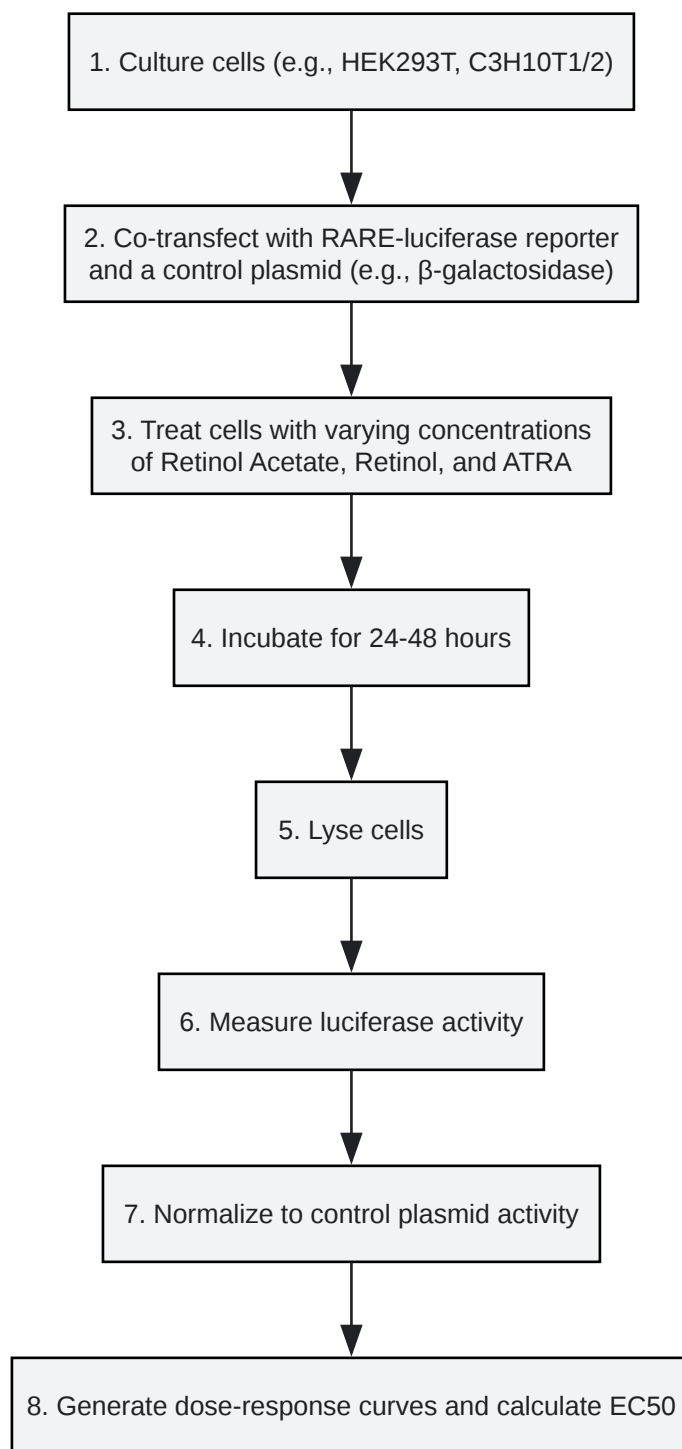 1. Culture cells (e.g., HEK293T, C3H10T1/2)
2. Co-transfect with RARE-luciferase reporter
and a control plasmid (e.g., β-galactosidase)
3. Treat cells with varying concentrations
of Retinol Acetate, Retinol, and ATRA
4. Incubate for 24-48 hours
5. Lyse cells
6. Measure luciferase activity
7. Normalize to control plasmid activity
8. Generate dose-response curves and calculate EC50